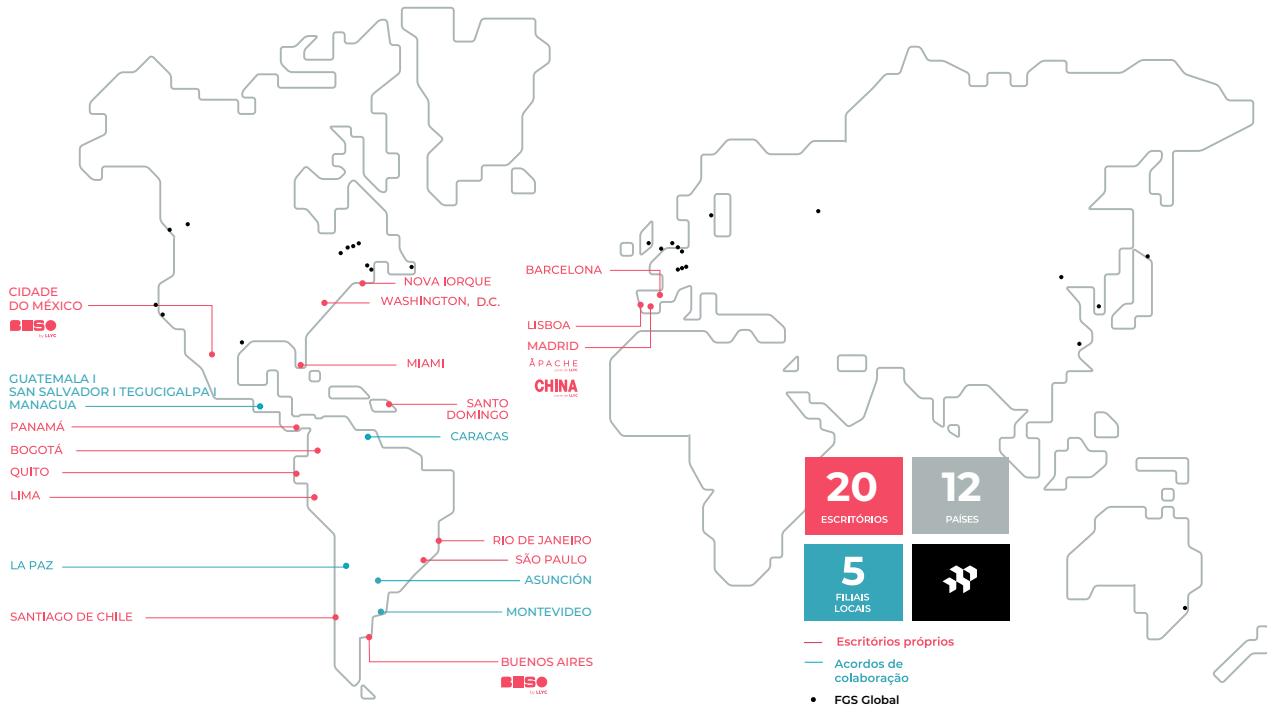 CIDADE
DO MÉXICO
BESO
by LLYC
GUATEMALA I
SAN SALVADOR I TEGUCIGALPA I
MANAGUA
PANAMÁ
BOGOTÁ
QUITO
LIMA
LA PAZ
SANTIAGO DE CHILE
NOVA IORQUE
WASHINGTON, D.C.
MIAMI
SANTO
DOMINGO
CARACAS
RIO DE JANEIRO
SÃO PAULO
ASUNCIÓN
MONTEVIDEO
BUENOS AIRES
BESO
by LLYC
BARCELONA
LISBOA
MADRID
ÅPACHE
CHINA
20
ESCRITÓRIOS
12
PAÍSES
5
FILIAIS
LOCAIS
Escritórios próprios
Acordos de
colaboração
FGS Global